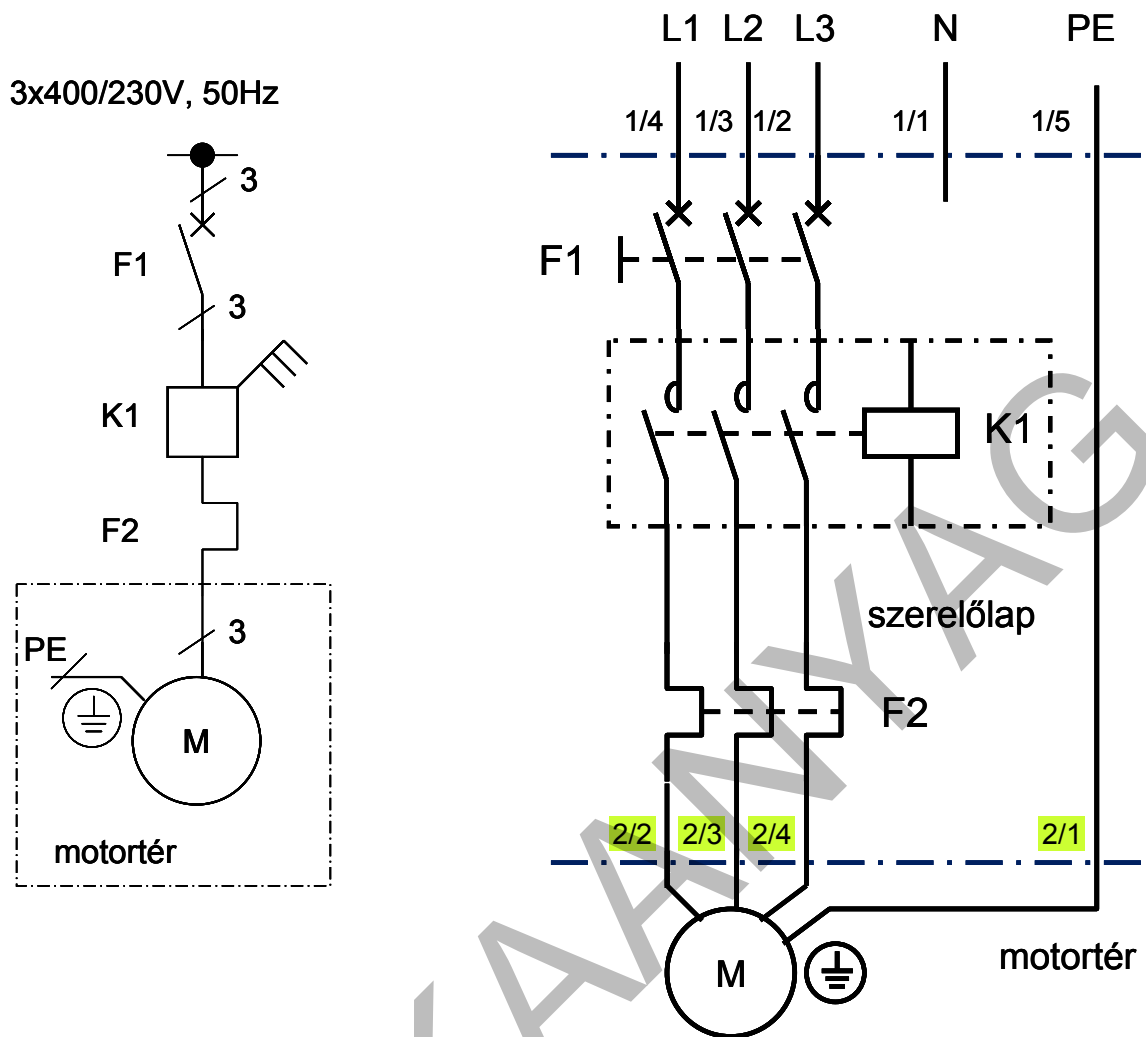 3x400/230V, 50Hz
3
F1
3
K1
F2
3
PE
M
motortér
L1 L2 L3 N PE
1/4 1/3 1/2 1/1 1/5
F1
K1
szerelőlap
F2
2/2 2/3 2/4 2/1
M
motortér
KAANYAG